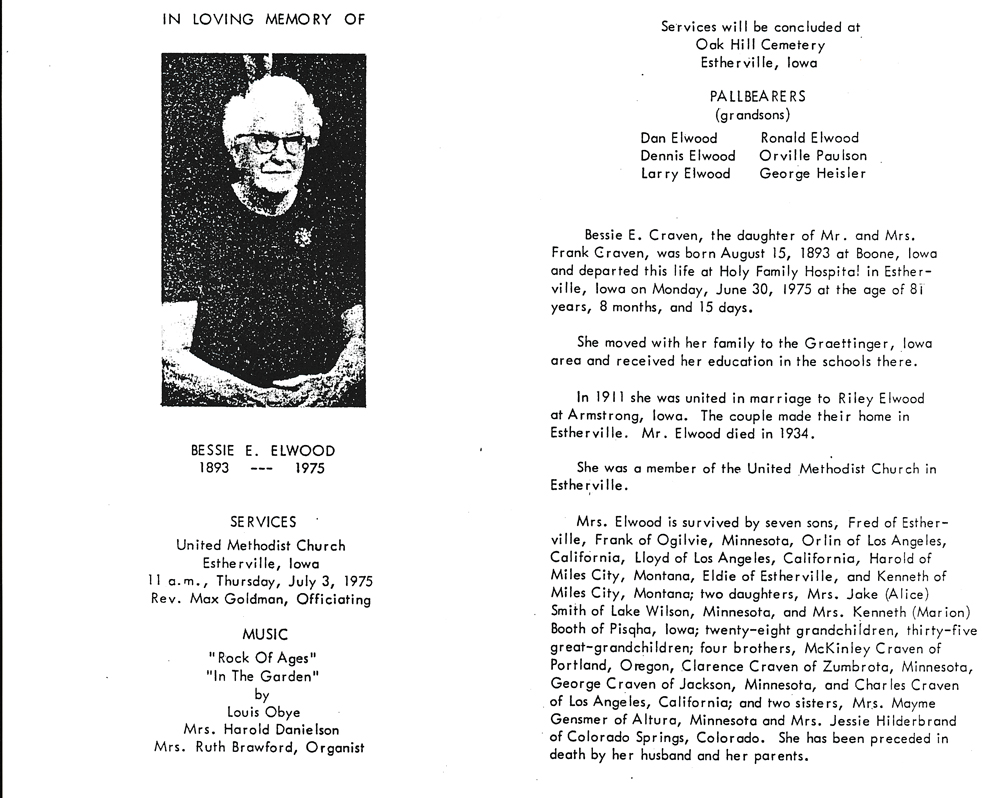 IN LOVING MEMORY OF
BESSIE E. ELWOOD
1893 --- 1975
SERVICES
United Methodist Church
Estherville, Iowa
11 a.m., Thursday, July 3, 1975
Rev. Max Goldman, Officiating
MUSIC
"Rock Of Ages"
"In The Garden"
by
Louis Obye
Mrs. Harold Danielson
Mrs. Ruth Brawford, Organist
Services will be concluded at
Oak Hill Cemetery
Estherville, Iowa
PALLBEARERS
(grandsons)
Dan Elwood Ronald Elwood
Dennis Elwood Orville Paulson
Larry Elwood George Heisler
Bessie E. Craven, the daughter of Mr. and Mrs.
Frank Craven, was born August 15, 1893 at Boone, Iowa
and departed this life at Holy Family Hospital in Esther-
ville, Iowa on Monday, June 30, 1975 at the age of 81
years, 8 months, and 15 days.
She moved with her family to the Graettinger, Iowa
area and received her education in the schools there.
In 1911 she was united in marriage to Riley Elwood
at Armstrong, Iowa. The couple made their home in
Estherville. Mr. Elwood died in 1934.
She was a member of the United Methodist Church in
Estherville.
Mrs. Elwood is survived by seven sons, Fred of Esther-
ville, Frank of Ogilvie, Minnesota, Orlin of Los Angeles,
California, Lloyd of Los Angeles, California, Harold of
Miles City, Montana, Eldie of Estherville, and Kenneth of
Miles City, Montana; two daughters, Mrs. Jake (Alice)
Smith of Lake Wilson, Minnesota, and Mrs. Kenneth (Marion)
Booth of Pisqha, Iowa; twenty-eight grandchildren, thirty-five
great-grandchildren; four brothers, McKinley Craven of
Portland, Oregon, Clarence Craven of Zumbrota, Minnesota,
George Craven of Jackson, Minnesota, and Charles Craven
of Los Angeles, California; and two sisters, Mrs. Mayme
Gensmer of Altura, Minnesota and Mrs. Jessie Hilderbrand
of Colorado Springs, Colorado. She has been preceded in
death by her husband and her parents.